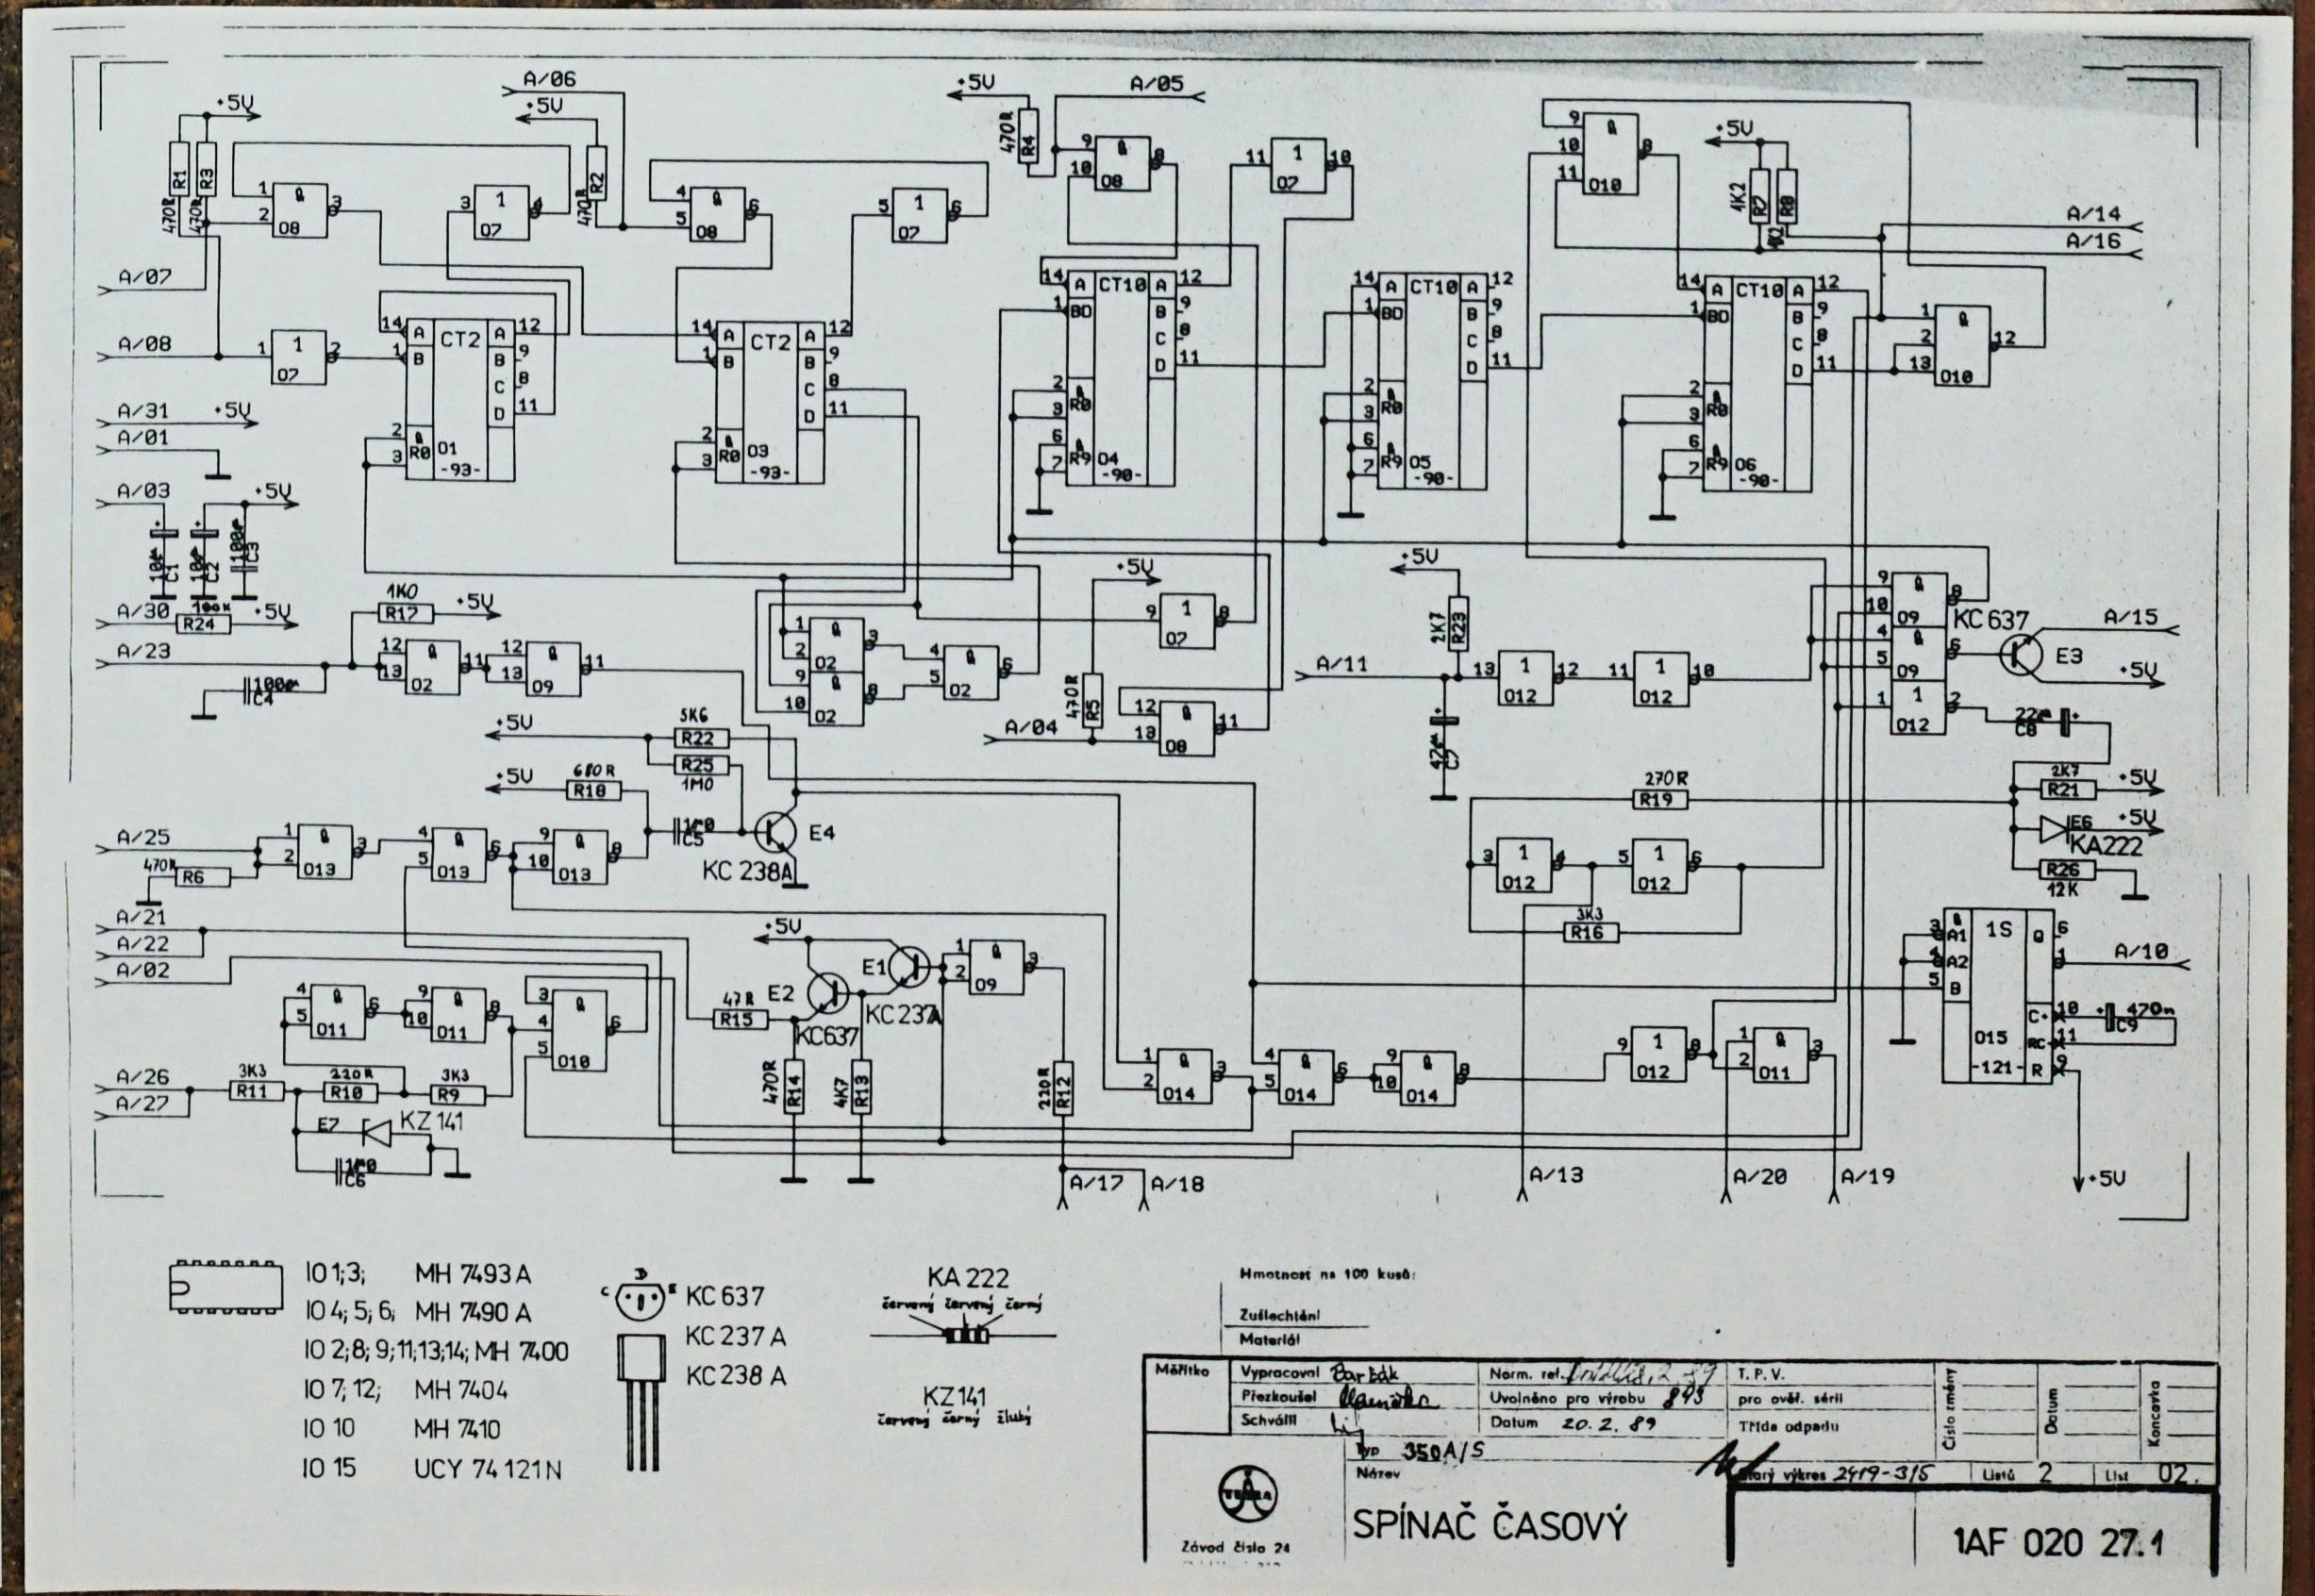 A/06
+5V
+5V
R1
470R
R3
470R
1
2
&
08
3
3
1
07
4
R2
470R
4
5
&
08
6
5
1
07
6
+5V
470R
R4
A/05
9
10
&
08
8
11
1
07
10
9
10
11
&
010
8
+5V
1K2
R7
R8
1K2
A/14
A/16
A/07
A/08
1
1
07
2
14
1
A
B
CT2
A
B
C
D
12
9
8
11
2
3
&
R0
01
-93-
14
1
A
B
CT2
A
B
C
D
12
9
8
11
2
3
&
R0
03
-93-
14
1
A
BD
CT10
A
B
C
D
12
9
8
11
2
3
&
R0
6
7
&
R9
04
-90-
14
1
A
BD
CT10
A
B
C
D
12
9
8
11
2
3
&
R0
6
7
&
R9
05
-90-
14
1
A
BD
CT10
A
B
C
D
12
9
8
11
2
3
&
R0
6
7
&
R9
06
-90-
1
2
13
&
010
12
A/31
+5V
A/01
A/03
+5V
C1
C2
C3
A/30
R24
+5V
1K0
R17
+5V
A/23
C4
12
13
&
02
11
12
13
&
09
11
1
2
&
02
3
9
10
&
02
8
4
5
&
02
6
+5V
9
1
07
8
470R
R5
A/04
12
13
&
08
11
+5V
2K7
R23
A/11
C7
13
1
012
12
11
1
012
10
9
10
&
09
8
4
5
&
09
6
1
1
012
2
KC 637
E3
A/15
+5V
C8
2K7
R21
+5V
E6
+5V
KA222
R26
12K
+5V
5K6
R22
R25
1M0
+5V
680R
R18
C5
E4
KC 238A
A/25
470R
R6
1
2
&
013
3
4
5
&
013
6
9
10
&
013
8
270R
R19
3
1
012
4
5
1
012
6
3K3
R16
A/21
A/22
A/02
+5V
E1
E2
KC637
KC237A
47R
R15
1
2
&
09
3
470R
R14
4K7
R13
220R
R12
4
5
&
011
6
9
10
&
011
8
3
4
5
&
010
6
A/26
A/27
3K3
R11
220R
R10
3K3
R9
E7
KZ 141
C6
1
2
&
014
3
4
5
&
014
6
9
10
&
014
8
9
1
012
8
1
2
&
011
3
3
4
5
&
A1
A2
B
1S
Q
6
1
A/10
C+
10
470n
C9
RC
11
R
9
015
-121-
+5V
A/17
A/18
A/13
A/20
A/19
IO 1;3; MH 7493 A
IO 4; 5; 6; MH 7490 A
IO 2;8; 9;11;13;14; MH 7400
IO 7; 12; MH 7404
IO 10 MH 7410
IO 15 UCY 74 121 N
C
E
KC 637
KC 237 A
KC 238 A
KA 222
červený červený černý
KZ 141
červený černý žlutý
Hmotnost na 100 kusů:
Zušlechtění
Materiál
Měřítko
Vypracoval Barták
Norm. ref.
T. P. V.
Přezkoušel
Uvolněno pro výrobu
pro ověř. sérii
Schválil
Datum 20. 2. 89
Třída odpadu
Číslo změny
Datum
Koncovka
Typ 350A/S
Starý výkres 2419-315
Listů 2
List 02.
Název
TESLA
SPÍNAČ ČASOVÝ
Závod číslo 24
1AF 020 27.1